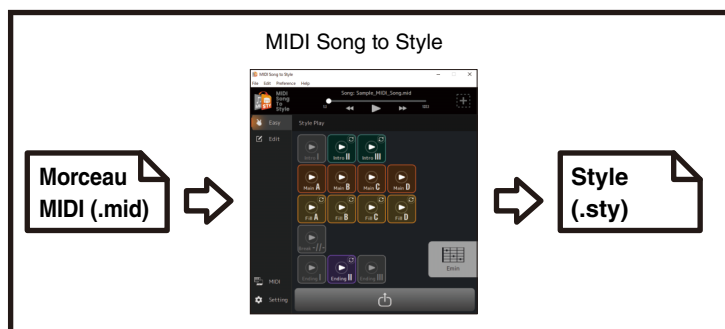 MIDI Song to Style
MIDI Song to Style
File Edit Preference Help
MIDI
Song
To
Style
Song: Sample_MIDI_Song.mid
Easy
Style Play
Edit
Intro I
Intro II
Intro III
Morceau
MIDI (.mid)
Style
(.sty)
Main A
Main B
Main C
Main D
Fill A
Fill B
Fill C
Fill D
Break
Emin
Ending I
Ending II
Ending III
MIDI
Setting